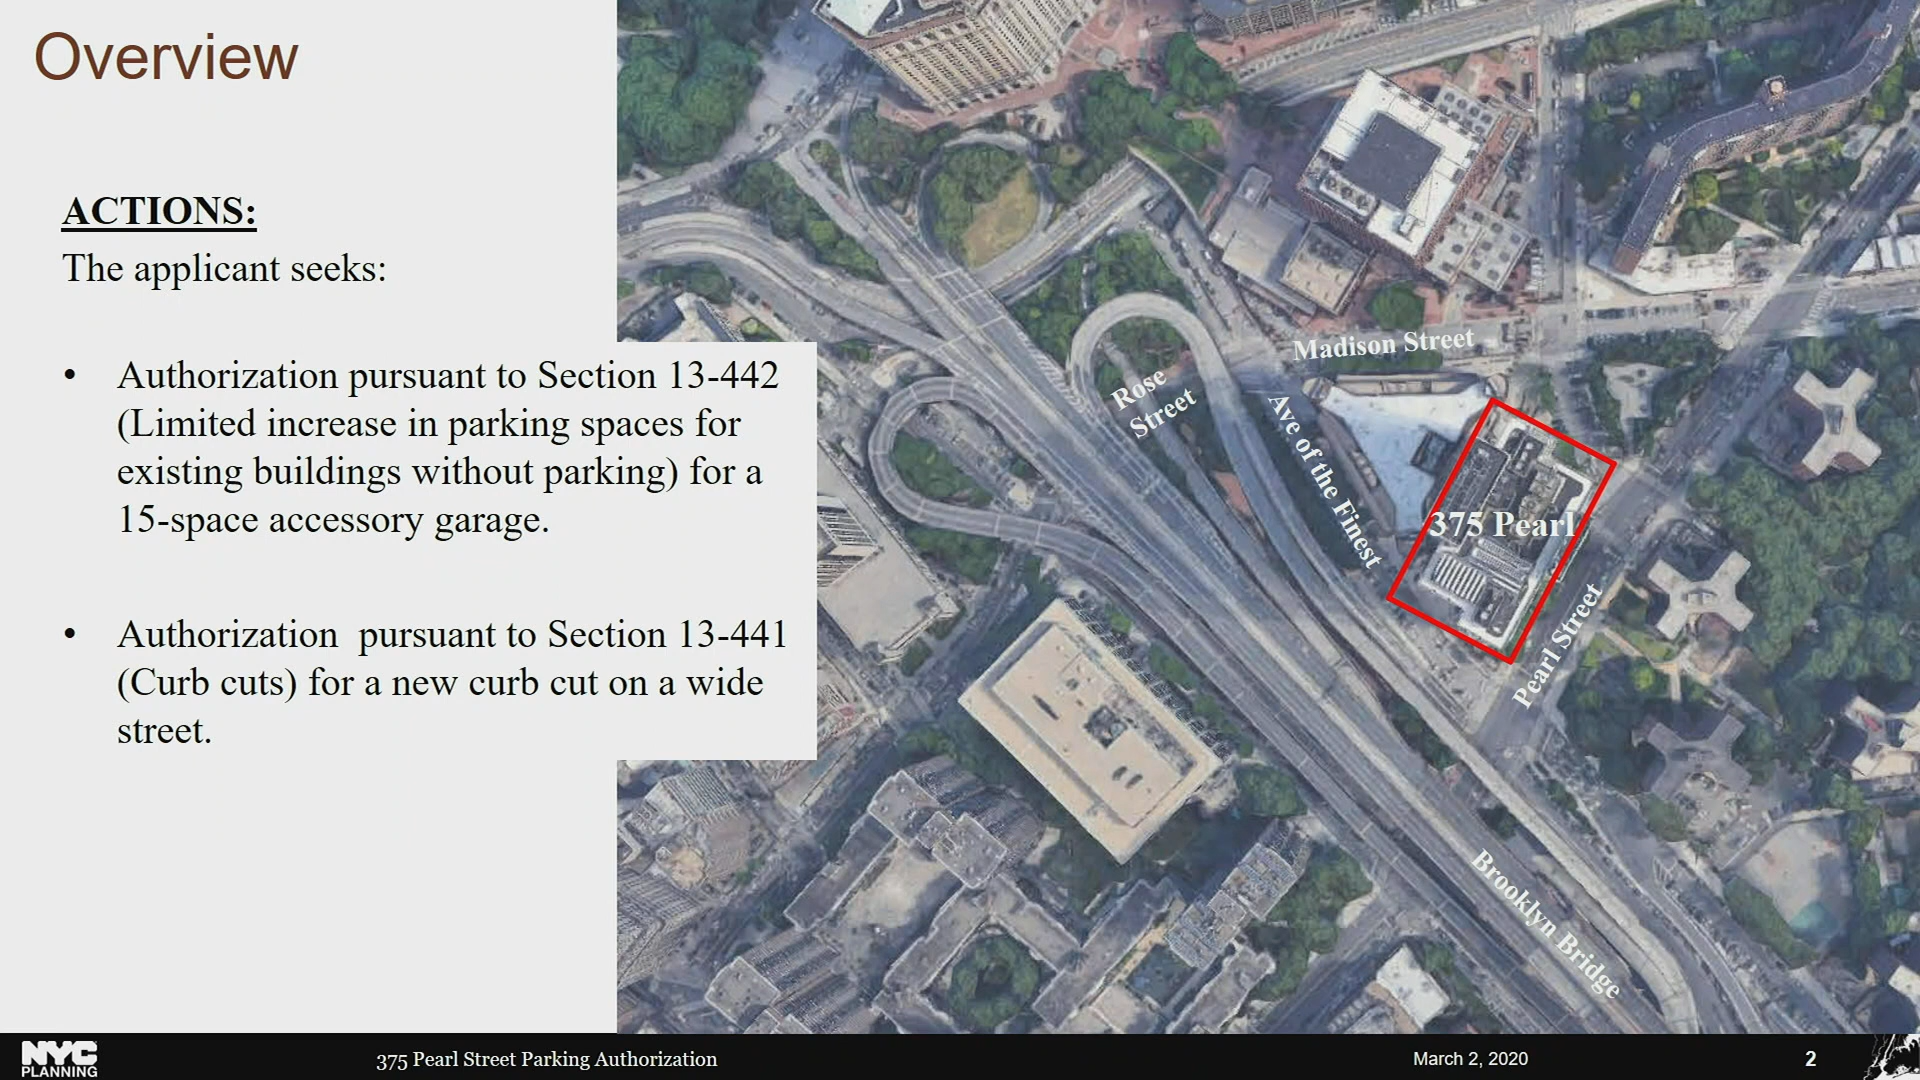 Overview
ACTIONS:
The applicant seeks:
• Authorization pursuant to Section 13-442
(Limited increase in parking spaces for
existing buildings without parking) for a
15-space accessory garage.
• Authorization  pursuant to Section 13-441
(Curb cuts) for a new curb cut on a wide
street.
Madison Street
Rose
Street
Ave of the Finest
375 Pearl
Pearl Street
Brooklyn Bridge
NYC
PLANNING
375 Pearl Street Parking Authorization
March 2, 2020
2